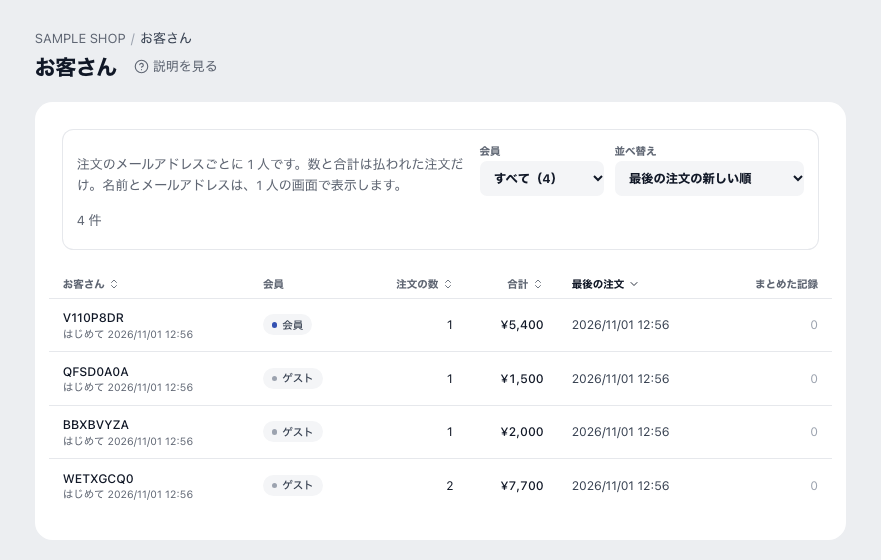 SAMPLE SHOP / お客さん
お客さん 説明を見る
注文のメールアドレスごとに 1 人です。数と合計は払われた注文だ
け。名前とメールアドレスは、1 人の画面で表示します。
4 件
会員
すべて（4）
並べ替え
最後の注文の新しい順
お客さん 会員 注文の数 合計 最後の注文 まとめた記録
V110P8DR
はじめて 2026/11/01 12:56
会員 1 ¥5,400 2026/11/01 12:56 0
QFSD0A0A
はじめて 2026/11/01 12:56
ゲスト 1 ¥1,500 2026/11/01 12:56 0
BBXBVYZA
はじめて 2026/11/01 12:56
ゲスト 1 ¥2,000 2026/11/01 12:56 0
WETXGCQ0
はじめて 2026/11/01 12:56
ゲスト 2 ¥7,700 2026/11/01 12:56 0